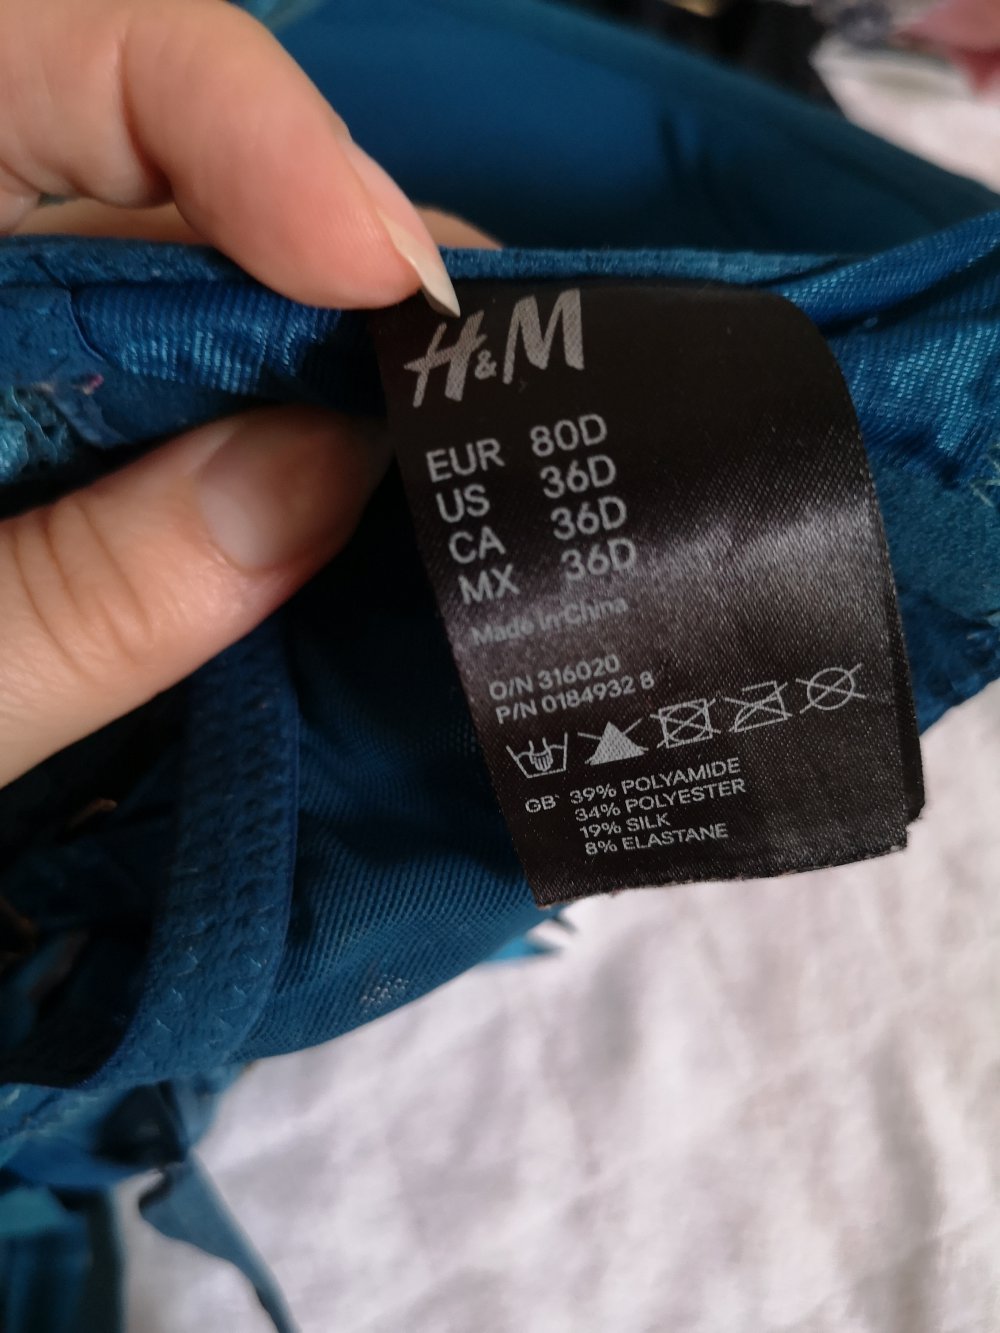 H&M
EUR 80D
US 36D
CA 36D
MX 36D
Made in China
O/N 316020
P/N 0184932 8
GB 39% POLYAMIDE
34% POLYESTER
19% SILK
8% ELASTANE